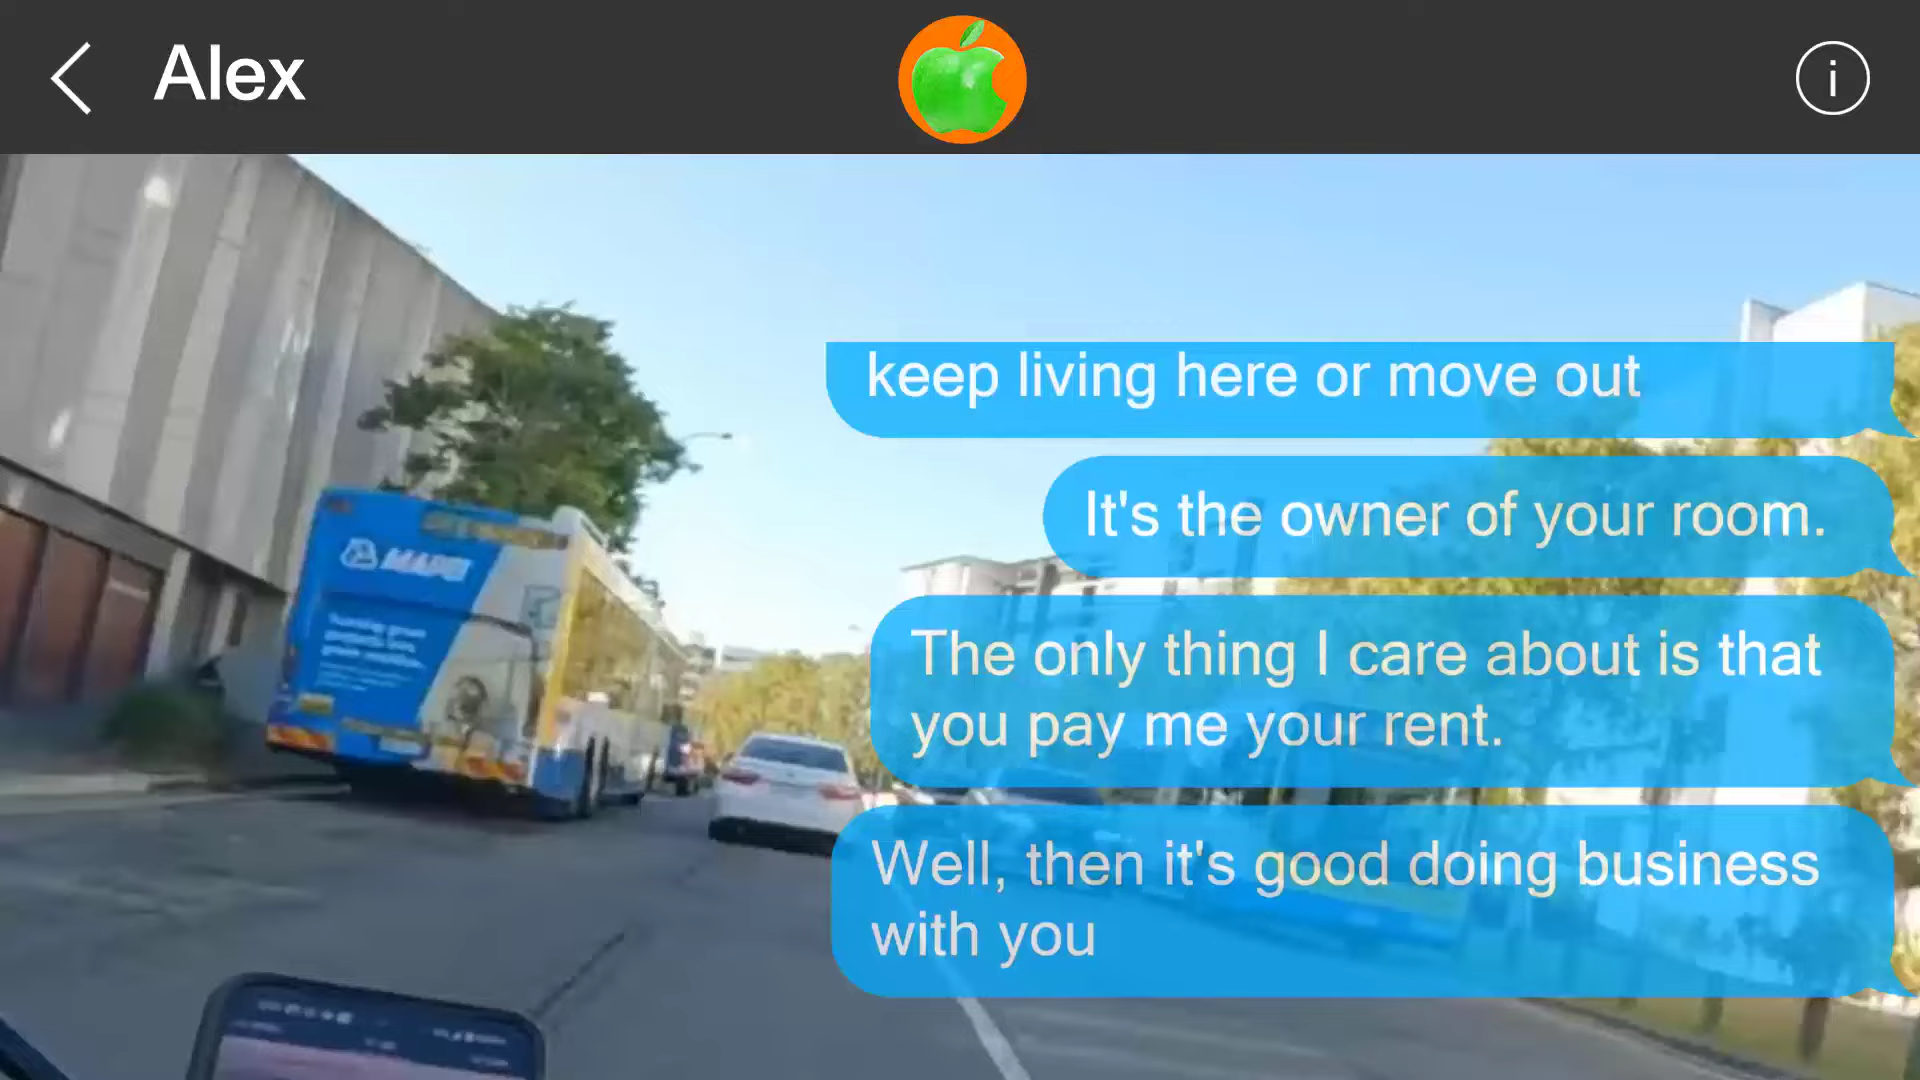 Alex
keep living here or move out
It's the owner of your room.
The only thing I care about is that
you pay me your rent.
Well, then it's good doing business
with you
MAPEI